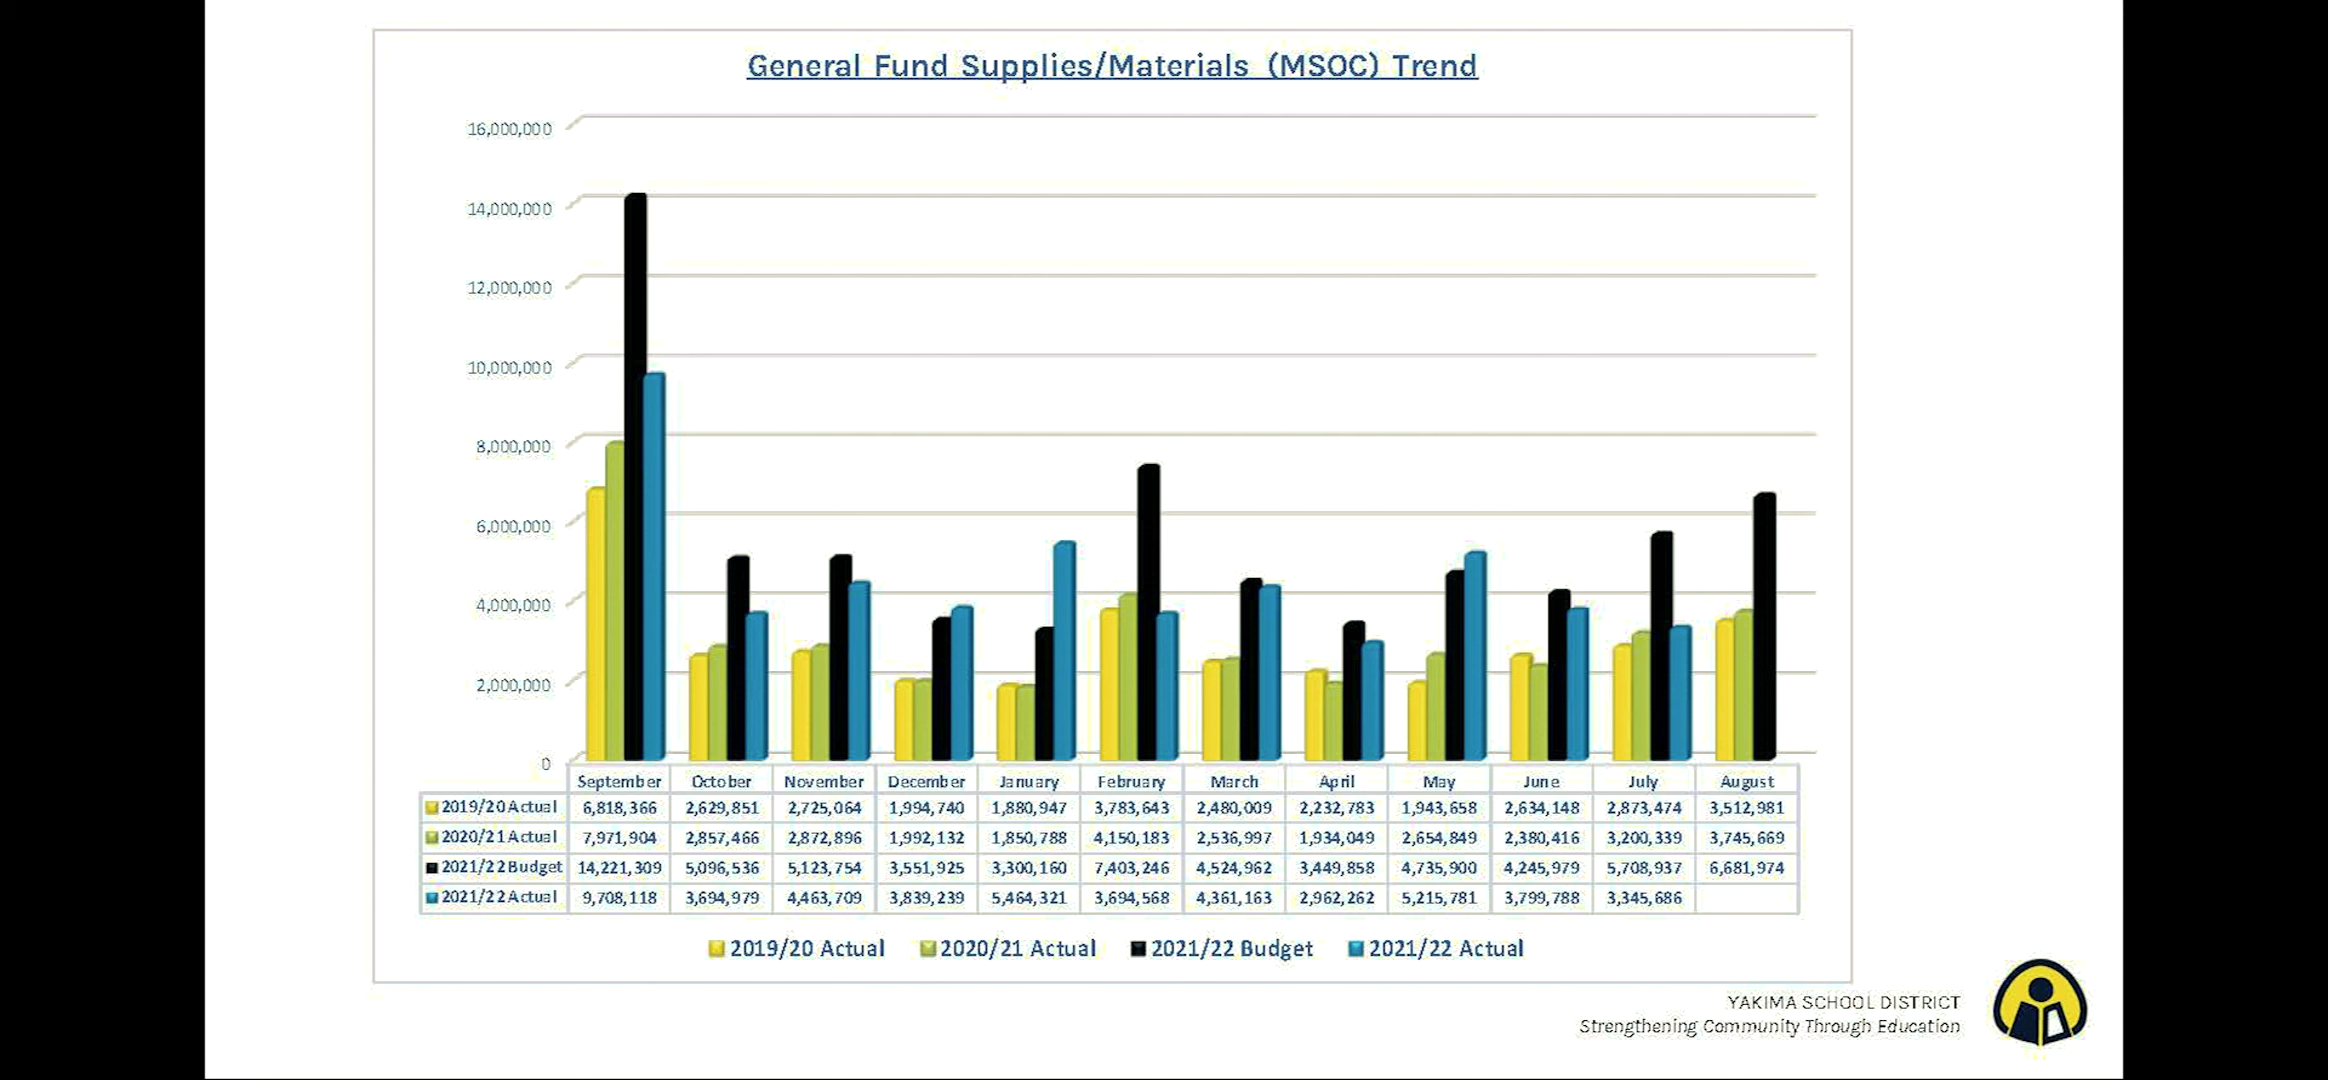 General Fund Supplies/Materials (MSOC) Trend
16,000,000
14,000,000
12,000,000
10,000,000
8,000,000
6,000,000
4,000,000
2,000,000
0
September October November December January February March April May June July August
2019/20 Actual 6,818,366 2,629,851 2,725,064 1,994,740 1,880,947 3,783,643 2,480,009 2,232,783 1,943,658 2,634,148 2,873,474 3,512,981
2020/21 Actual 7,971,904 2,857,466 2,872,896 1,992,132 1,850,788 4,150,183 2,536,997 1,934,049 2,654,849 2,380,416 3,200,339 3,745,669
2021/22 Budget 14,221,309 5,096,536 5,123,754 3,551,925 3,300,160 7,403,246 4,524,962 3,449,858 4,735,900 4,245,979 5,708,937 6,681,974
2021/22 Actual 9,708,118 3,694,979 4,463,709 3,839,239 5,464,321 3,694,568 4,361,163 2,962,262 5,215,781 3,799,788 3,345,686
2019/20 Actual 2020/21 Actual 2021/22 Budget 2021/22 Actual
YAKIMA SCHOOL DISTRICT
Strengthening Community Through Education